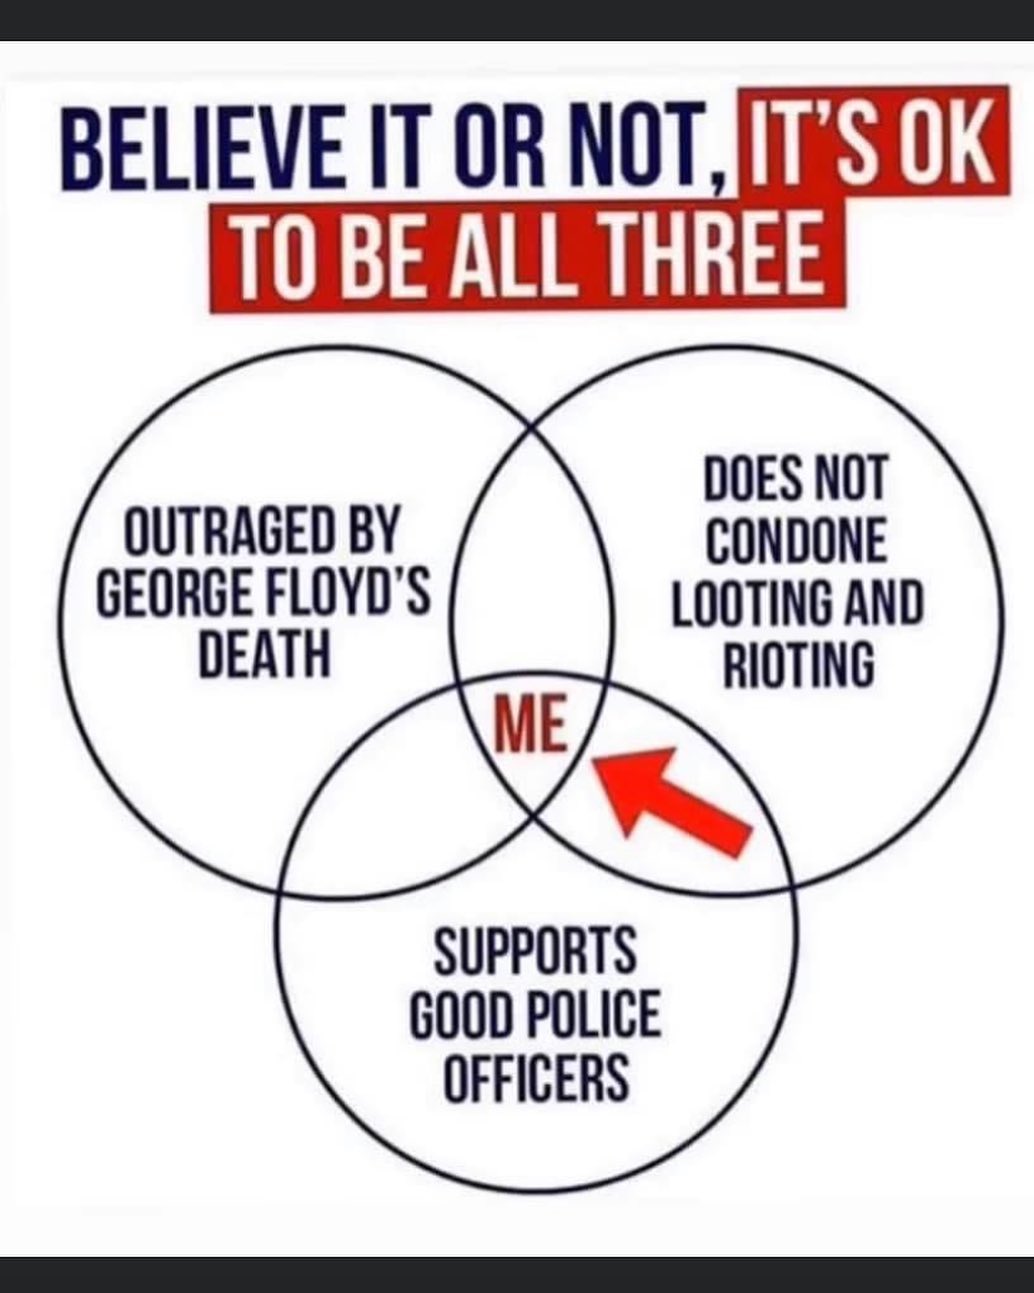 BELIEVE IT OR NOT, IT'S OK
TO BE ALL THREE
OUTRAGED BY
GEORGE FLOYD'S
DEATH
DOES NOT
CONDONE
LOOTING AND
RIOTING
ME
SUPPORTS
GOOD POLICE
OFFICERS